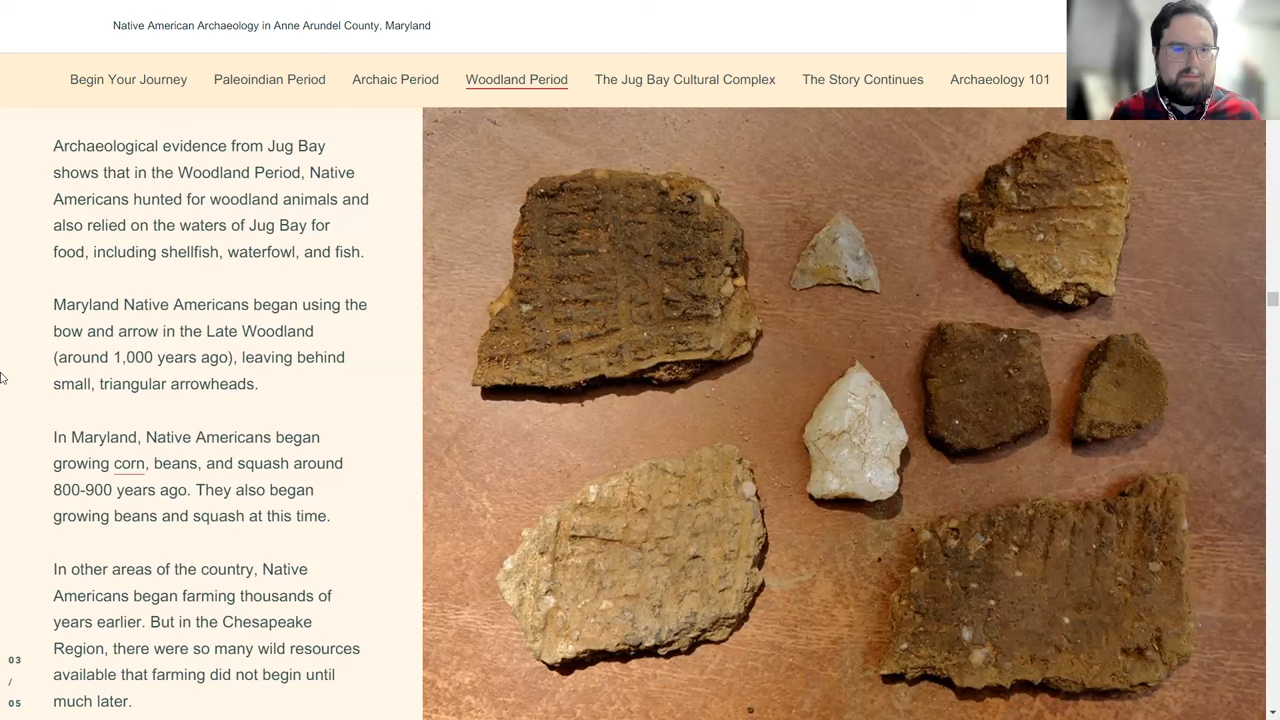 Native American Archaeology in Anne Arundel County, Maryland
Begin Your Journey Paleoindian Period Archaic Period Woodland Period The Jug Bay Cultural Complex The Story Continues Archaeology 101
Archaeological evidence from Jug Bay
shows that in the Woodland Period, Native
Americans hunted for woodland animals and
also relied on the waters of Jug Bay for
food, including shellfish, waterfowl, and fish.
Maryland Native Americans began using the
bow and arrow in the Late Woodland
(around 1,000 years ago), leaving behind
small, triangular arrowheads.
In Maryland, Native Americans began
growing corn, beans, and squash around
800-900 years ago. They also began
growing beans and squash at this time.
In other areas of the country, Native
Americans began farming thousands of
years earlier. But in the Chesapeake
Region, there were so many wild resources
available that farming did not begin until
much later.
03
/
05